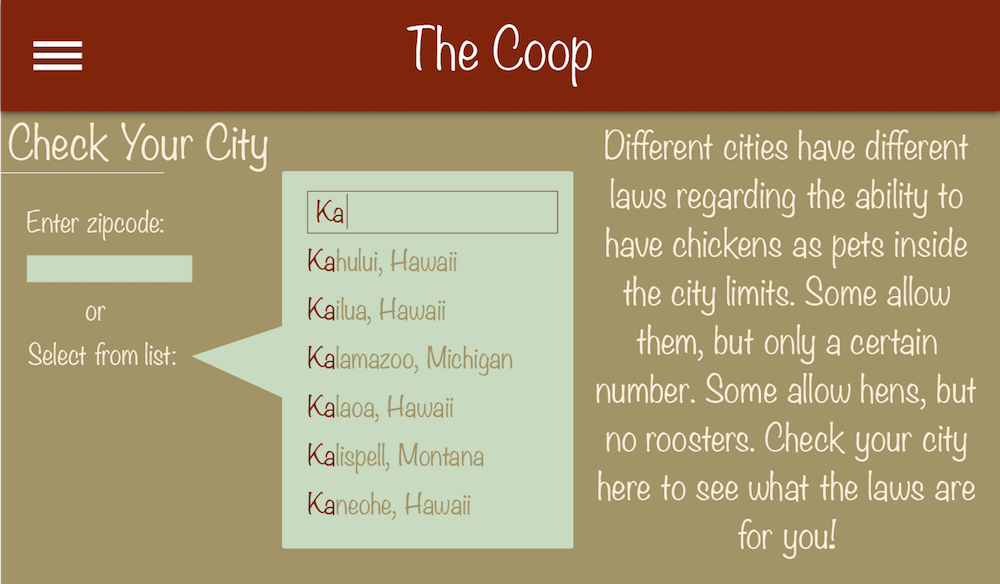 The Coop
Check Your City
Enter zipcode:
or
Select from list:
Ka
Kahului, Hawaii
Kailua, Hawaii
Kalamazoo, Michigan
Kalaoa, Hawaii
Kalispell, Montana
Kaneohe, Hawaii
Different cities have different
laws regarding the ability to
have chickens as pets inside
the city limits. Some allow
them, but only a certain
number. Some allow hens, but
no roosters. Check your city
here to see what the laws are
for you!